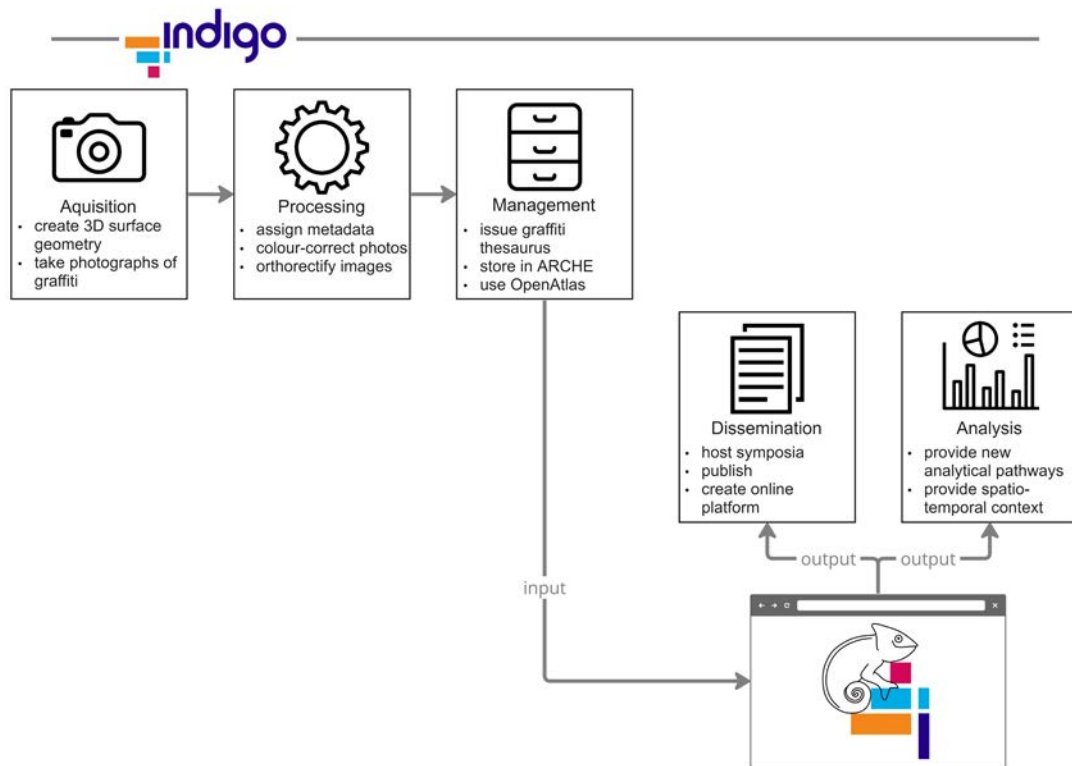 indigo
Aquisition
• create 3D surface
geometry
• take photographs of
graffiti
Processing
• assign metadata
• colour-correct photos
• orthorectify images
Management
• issue graffiti
thesaurus
• store in ARCHE
• use OpenAtlas
Dissemination
• host symposia
• publish
• create online
platform
Analysis
• provide new
analytical pathways
• provide spatio-
temporal context
output
output
input